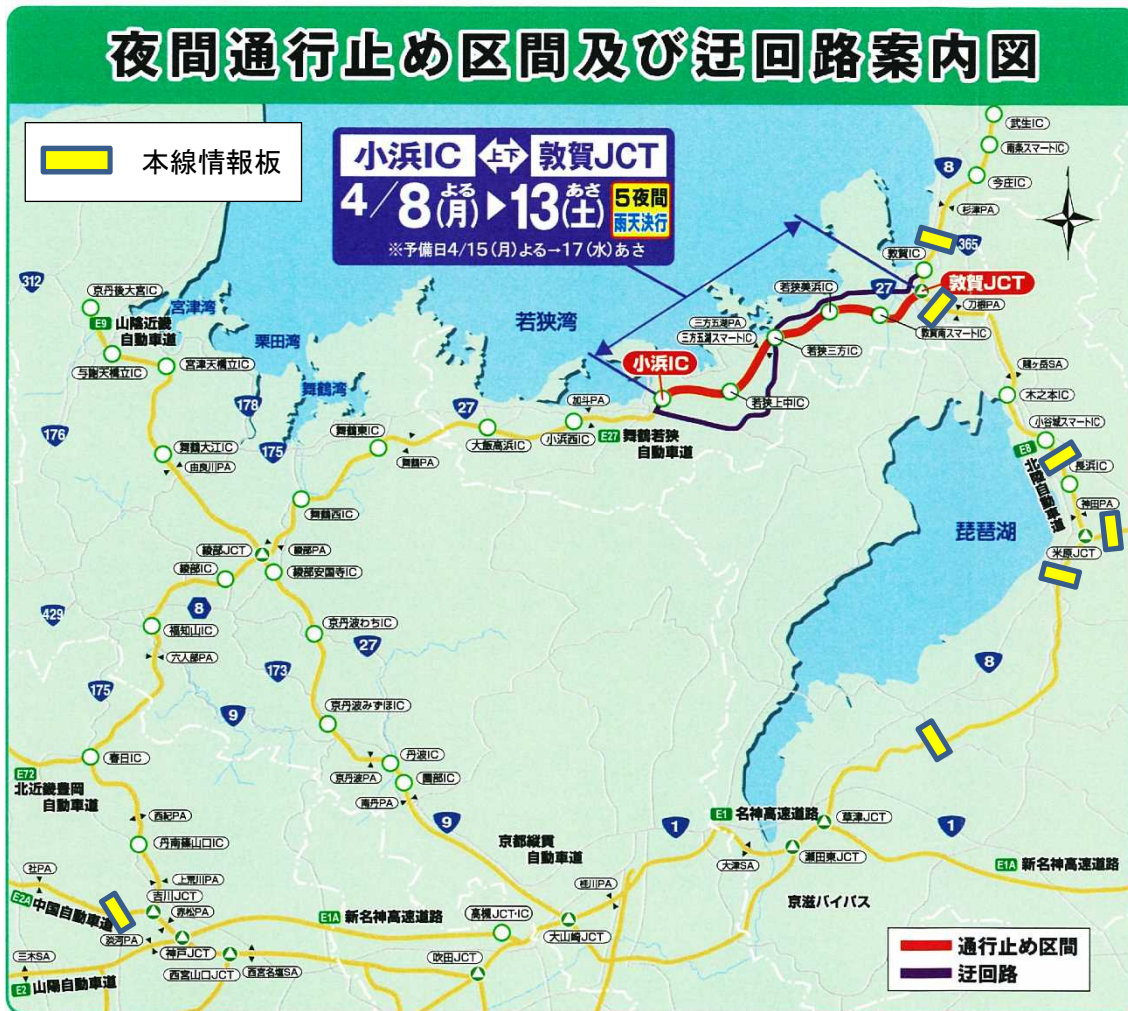 夜間通行止め区間及び迂回路案内図
本線情報板
小浜IC 上下 敦賀JCT
よる あさ
4/8(月)▶13(土) 5夜間
雨天決行
※予備日4/15(月)よる→17(水)あさ
武生IC
南条スマートIC
8
今庄IC
杉津PA
365
敦賀IC
敦賀JCT
27
刀根PA
若狭美浜IC
敦賀南スマートIC
312
京丹後大宮IC
宮津湾
E9 山陰近畿
自動車道
栗田湾
若狭湾
三方五湖PA
三方五湖スマートIC
若狭三方IC
与謝天橋立IC
宮津天橋立IC
舞鶴湾
小浜IC
賤ヶ岳SA
木之本IC
178
176
175
27
加斗PA
若狭上中IC
小谷城スマートIC
舞鶴東IC
舞鶴大江IC
由良川PA
舞鶴PA
大飯高浜IC
小浜西IC
E27 舞鶴若狭
自動車道
E8
北陸自動車道
長浜IC
神田PA
舞鶴西IC
琵琶湖
米原JCT
綾部JCT
綾部PA
綾部IC
綾部安国寺IC
429
8
福知山IC
京丹波わちIC
27
六人部PA
173
8
175
9
京丹波みずほIC
春日IC
丹波IC
京丹波PA
園部IC
E72
北近畿豊岡
自動車道
南丹PA
西紀PA
9
1
E1 名神高速道路
草津JCT
1
丹南篠山口IC
京都縦貫
自動車道
大津SA
瀬田東JCT
E1A 新名神高速道路
社PA
上荒川PA
桂川PA
京滋バイパス
E2A 中国自動車道
吉川JCT
赤松PA
E1A 新名神高速道路
高槻JCT・IC
大山崎JCT
淡河PA
三木SA
神戸JCT
西宮山口JCT
西宮名塩SA
吹田JCT
E2 山陽自動車道
通行止め区間
迂回路